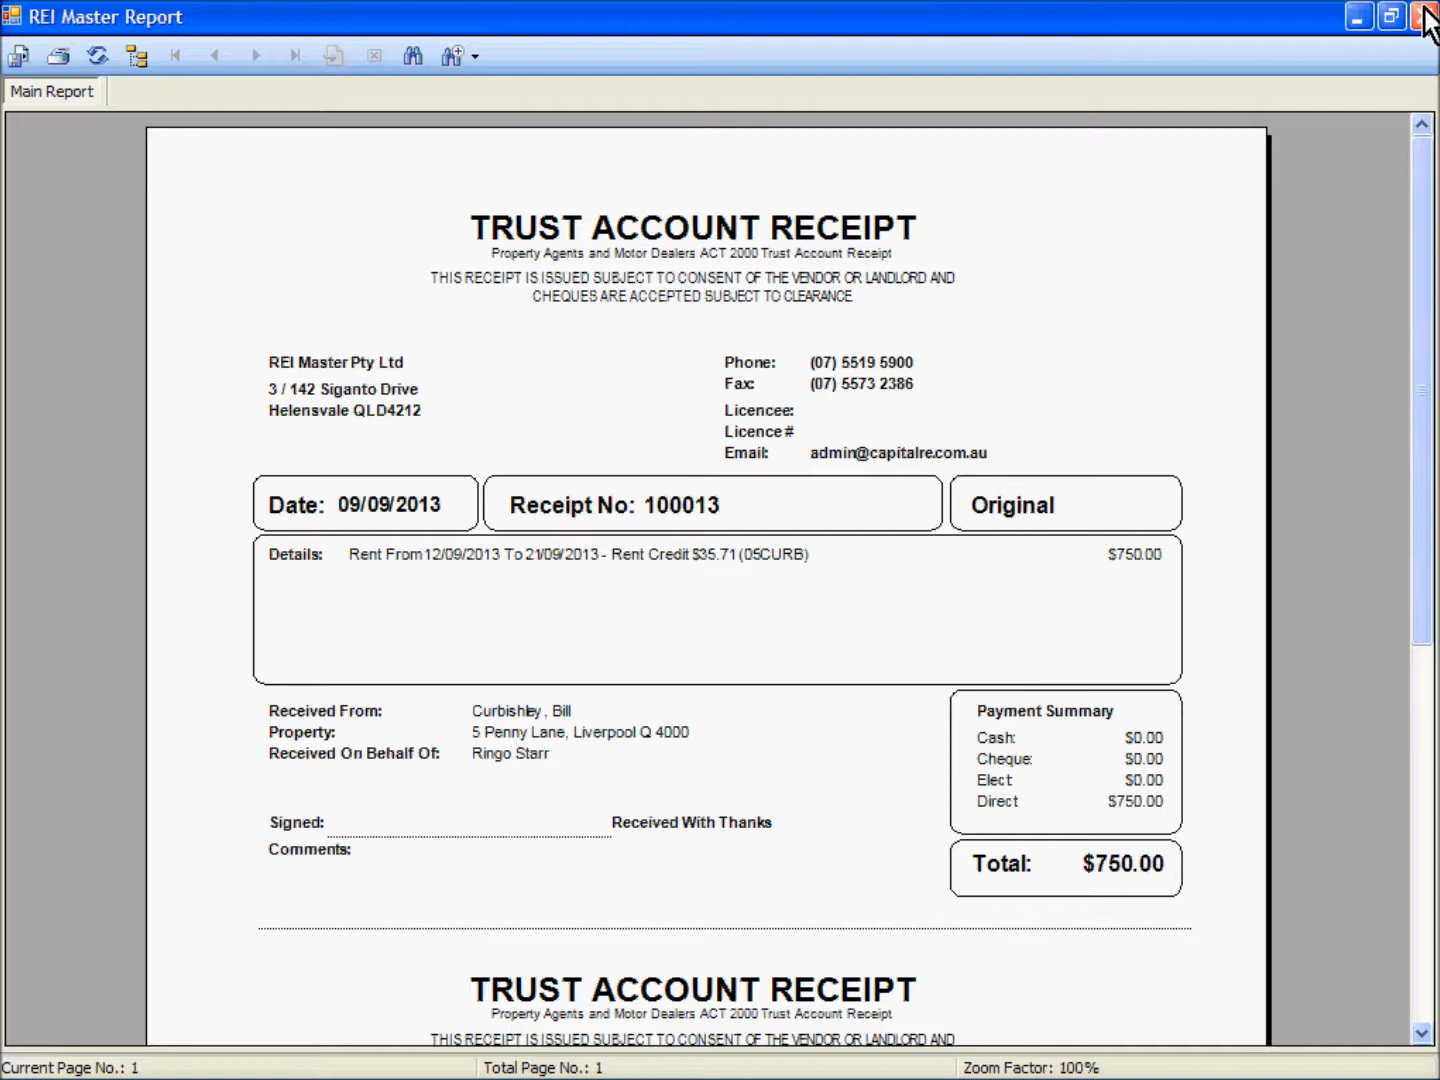 REI Master Report
Main Report
TRUST ACCOUNT RECEIPT
Property Agents and Motor Dealers ACT 2000 Trust Account Receipt
THIS RECEIPT IS ISSUED SUBJECT TO CONSENT OF THE VENDOR OR LANDLORD AND
CHEQUES ARE ACCEPTED SUBJECT TO CLEARANCE
REI Master Pty Ltd
3 / 142 Siganto Drive
Helensvale QLD4212
Phone: (07) 5519 5900
Fax: (07) 5573 2386
Licencee:
Licence #
Email: admin@capitalre.com.au
Date: 09/09/2013 Receipt No: 100013 Original
Details: Rent From 12/09/2013 To 21/09/2013 - Rent Credit $35.71 (05CURB) $750.00
Received From: Curbishley , Bill
Property: 5 Penny Lane, Liverpool Q 4000
Received On Behalf Of: Ringo Starr
Signed: Received With Thanks
Comments:
Payment Summary
Cash: $0.00
Cheque: $0.00
Elect $0.00
Direct $750.00
Total: $750.00
TRUST ACCOUNT RECEIPT
Property Agents and Motor Dealers ACT 2000 Trust Account Receipt
THIS RECEIPT IS ISSUED SUBJECT TO CONSENT OF THE VENDOR OR LANDLORD AND
Current Page No.: 1 Total Page No.: 1 Zoom Factor: 100%